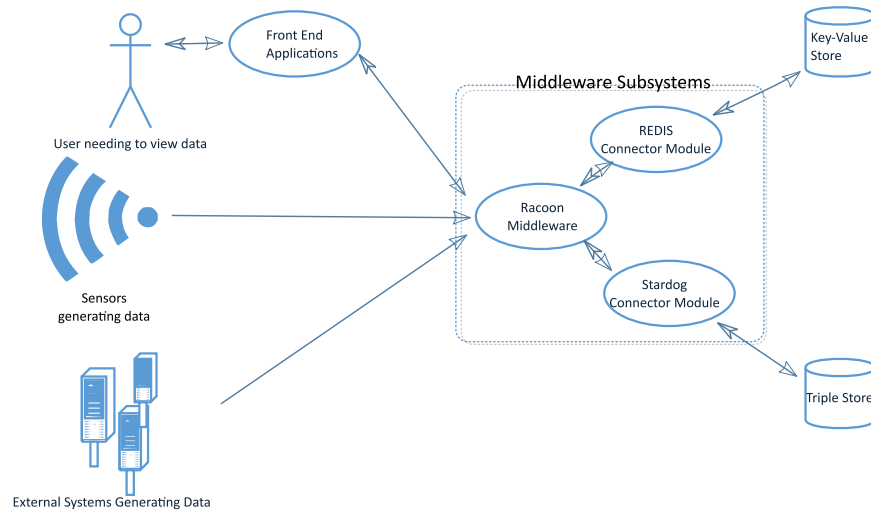 Front End
Applications
Key-Value
Store
Middleware Subsystems
REDIS
Connector Module
User needing to view data
Racoon
Middleware
Stardog
Connector Module
Sensors
generating data
Triple Store
External Systems Generating Data